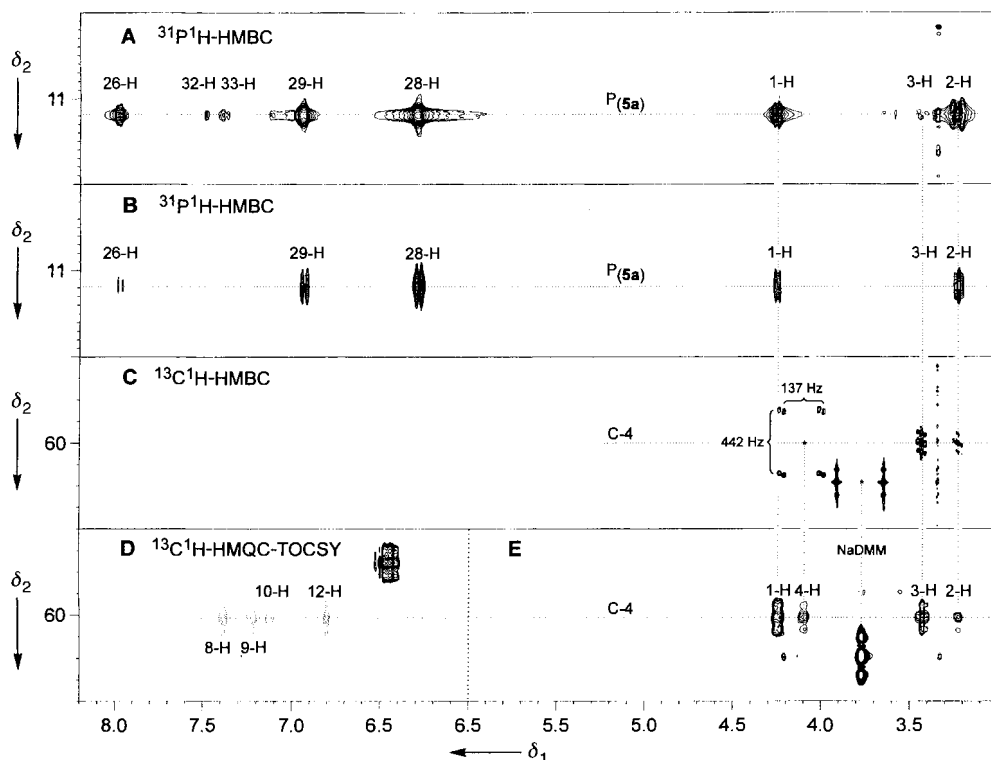 A ³¹P¹H-HMBC
δ₂
26-H 32-H 33-H 29-H 28-H 1-H 3-H 2-H
11
P(5a)
B ³¹P¹H-HMBC
δ₂
26-H 29-H 28-H 1-H 3-H 2-H
11
P(5a)
C ¹³C¹H-HMBC
δ₂
137 Hz
60
C-4
442 Hz
D ¹³C¹H-HMQC-TOCSY
E
NaDMM
δ₂
10-H 12-H
1-H 4-H 3-H 2-H
60
C-4
8-H 9-H
8.0 7.5 7.0 6.5 6.5 5.5 5.0 4.5 4.0 3.5
δ₁